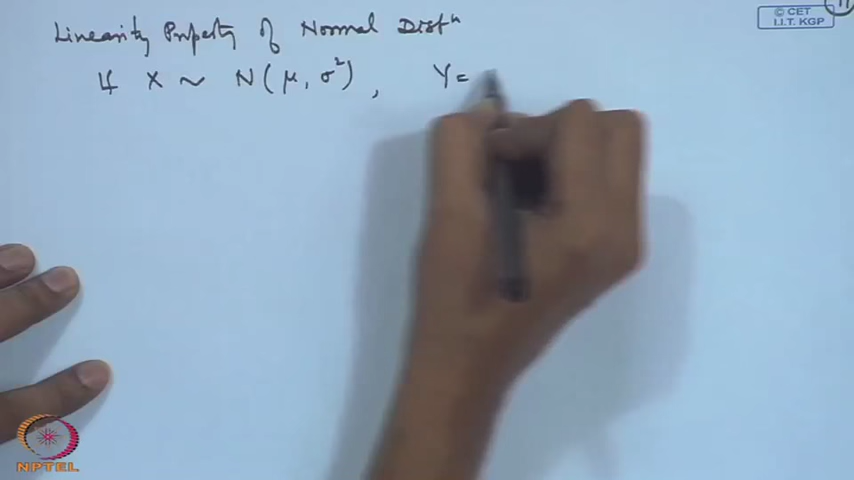 Linearity Property of Normal Distⁿ
© CET
I.I.T. KGP
If X ~ N(μ, σ²), Y=
NPTEL